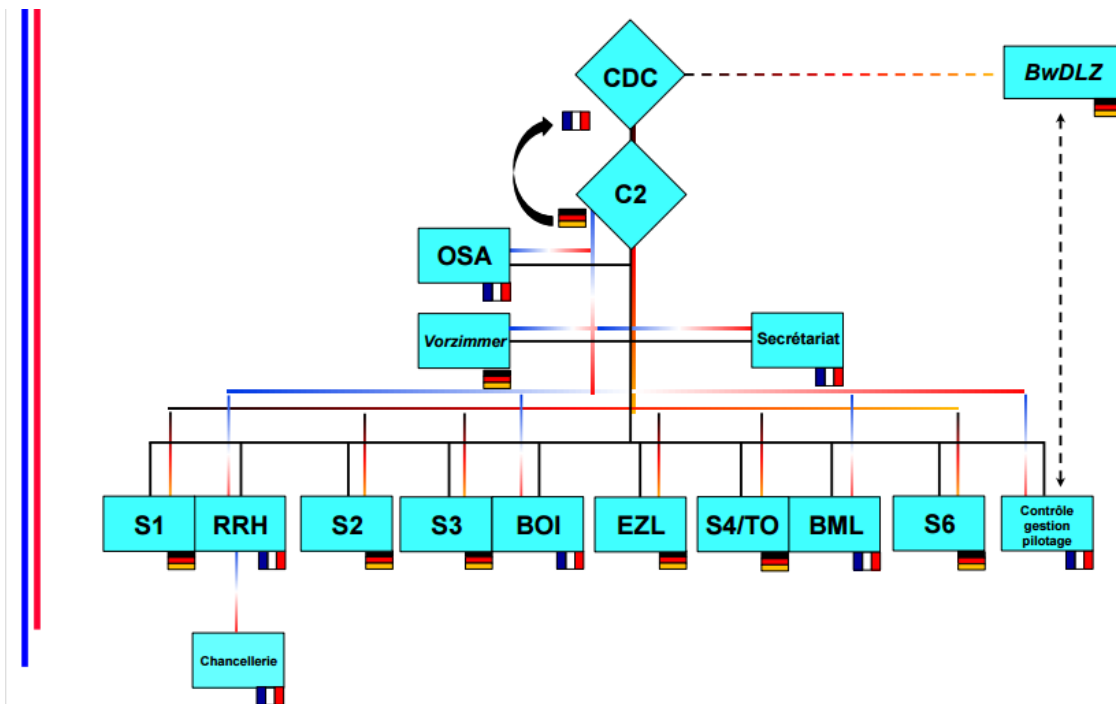 CDC
BwDLZ
C2
OSA
Vorzimmer
Secrétariat
S1
RRH
S2
S3
BOI
EZL
S4/TO
BML
S6
Contrôle
gestion
pilotage
Chancellerie